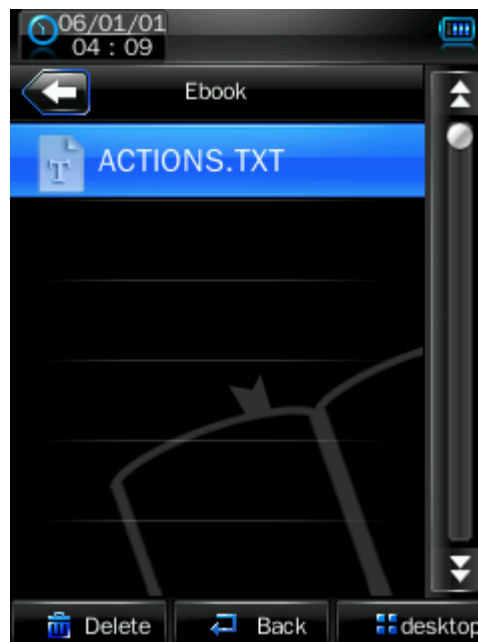 06/01/01
04 : 09
Ebook
T
ACTIONS.TXT
Delete
Back
desktop